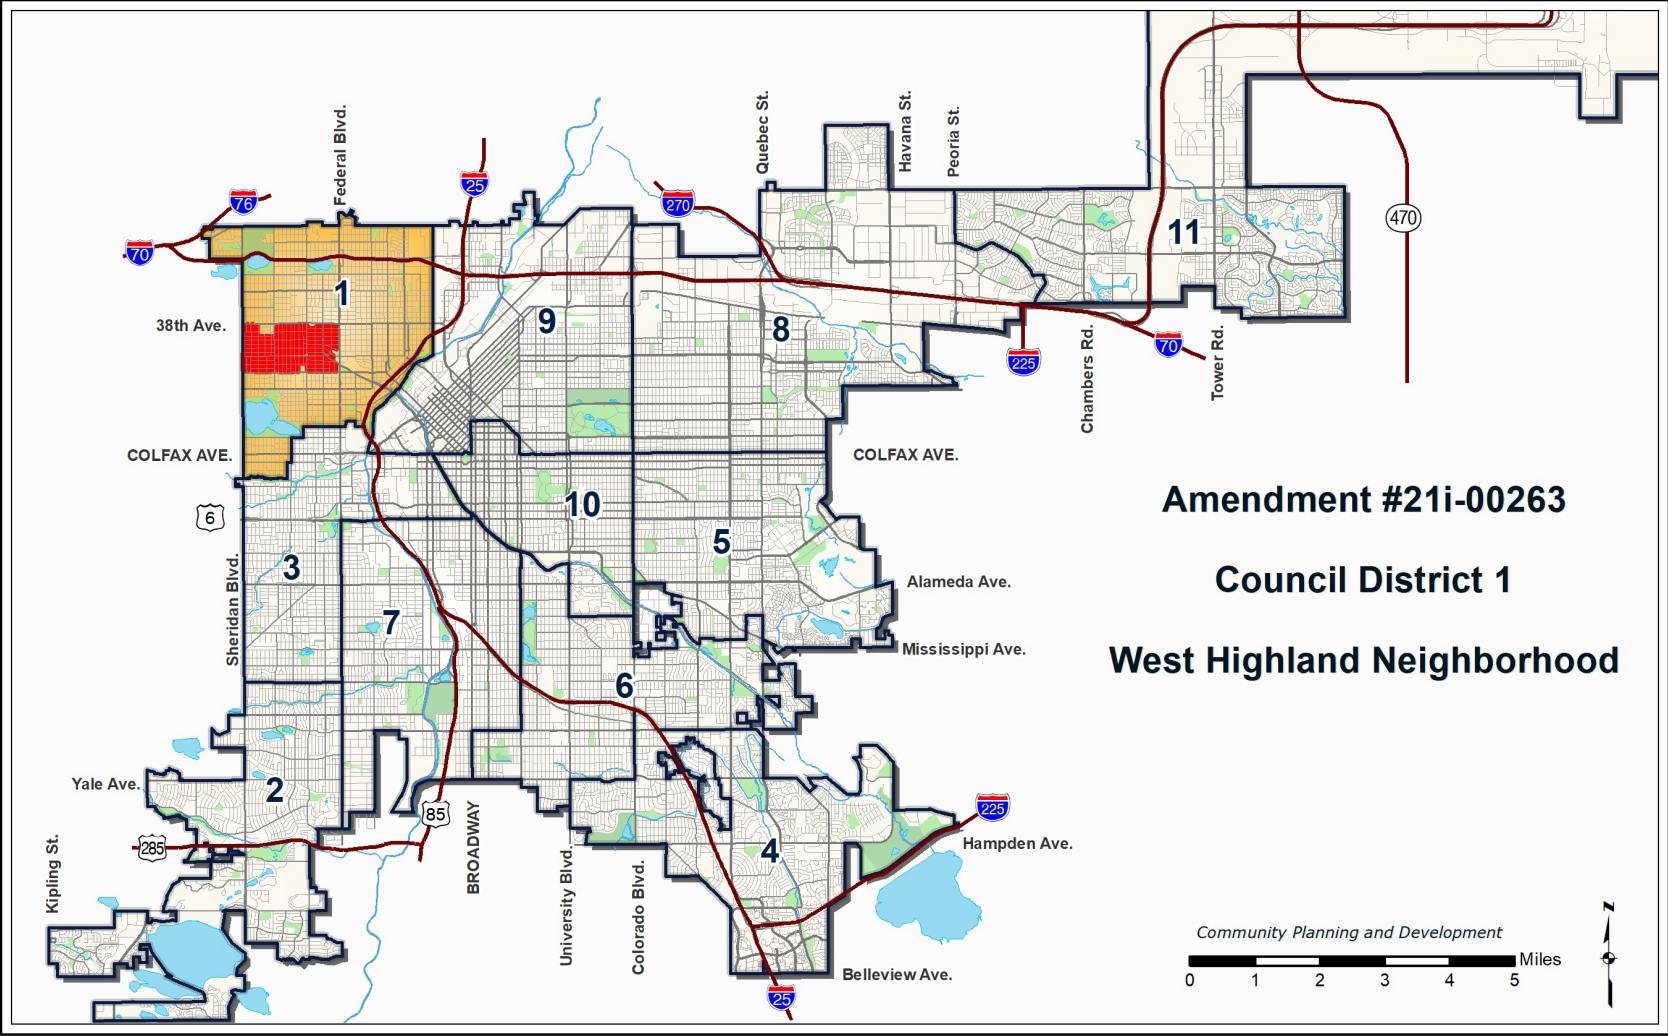 Federal Blvd.
Quebec St.
Havana St.
Peoria St.
76
25
270
70
470
11
1
9
8
38th Ave.
225
70
Chambers Rd.
Tower Rd.
COLFAX AVE.
COLFAX AVE.
Amendment #21i-00263
10
6
5
3
Sheridan Blvd.
Alameda Ave.
Council District 1
7
Mississippi Ave.
West Highland Neighborhood
6
Yale Ave.
2
85
225
BROADWAY
285
Hampden Ave.
4
Kipling St.
University Blvd.
Colorado Blvd.
Z
Community Planning and Development
Miles
0 1 2 3 4 5
Belleview Ave.
25